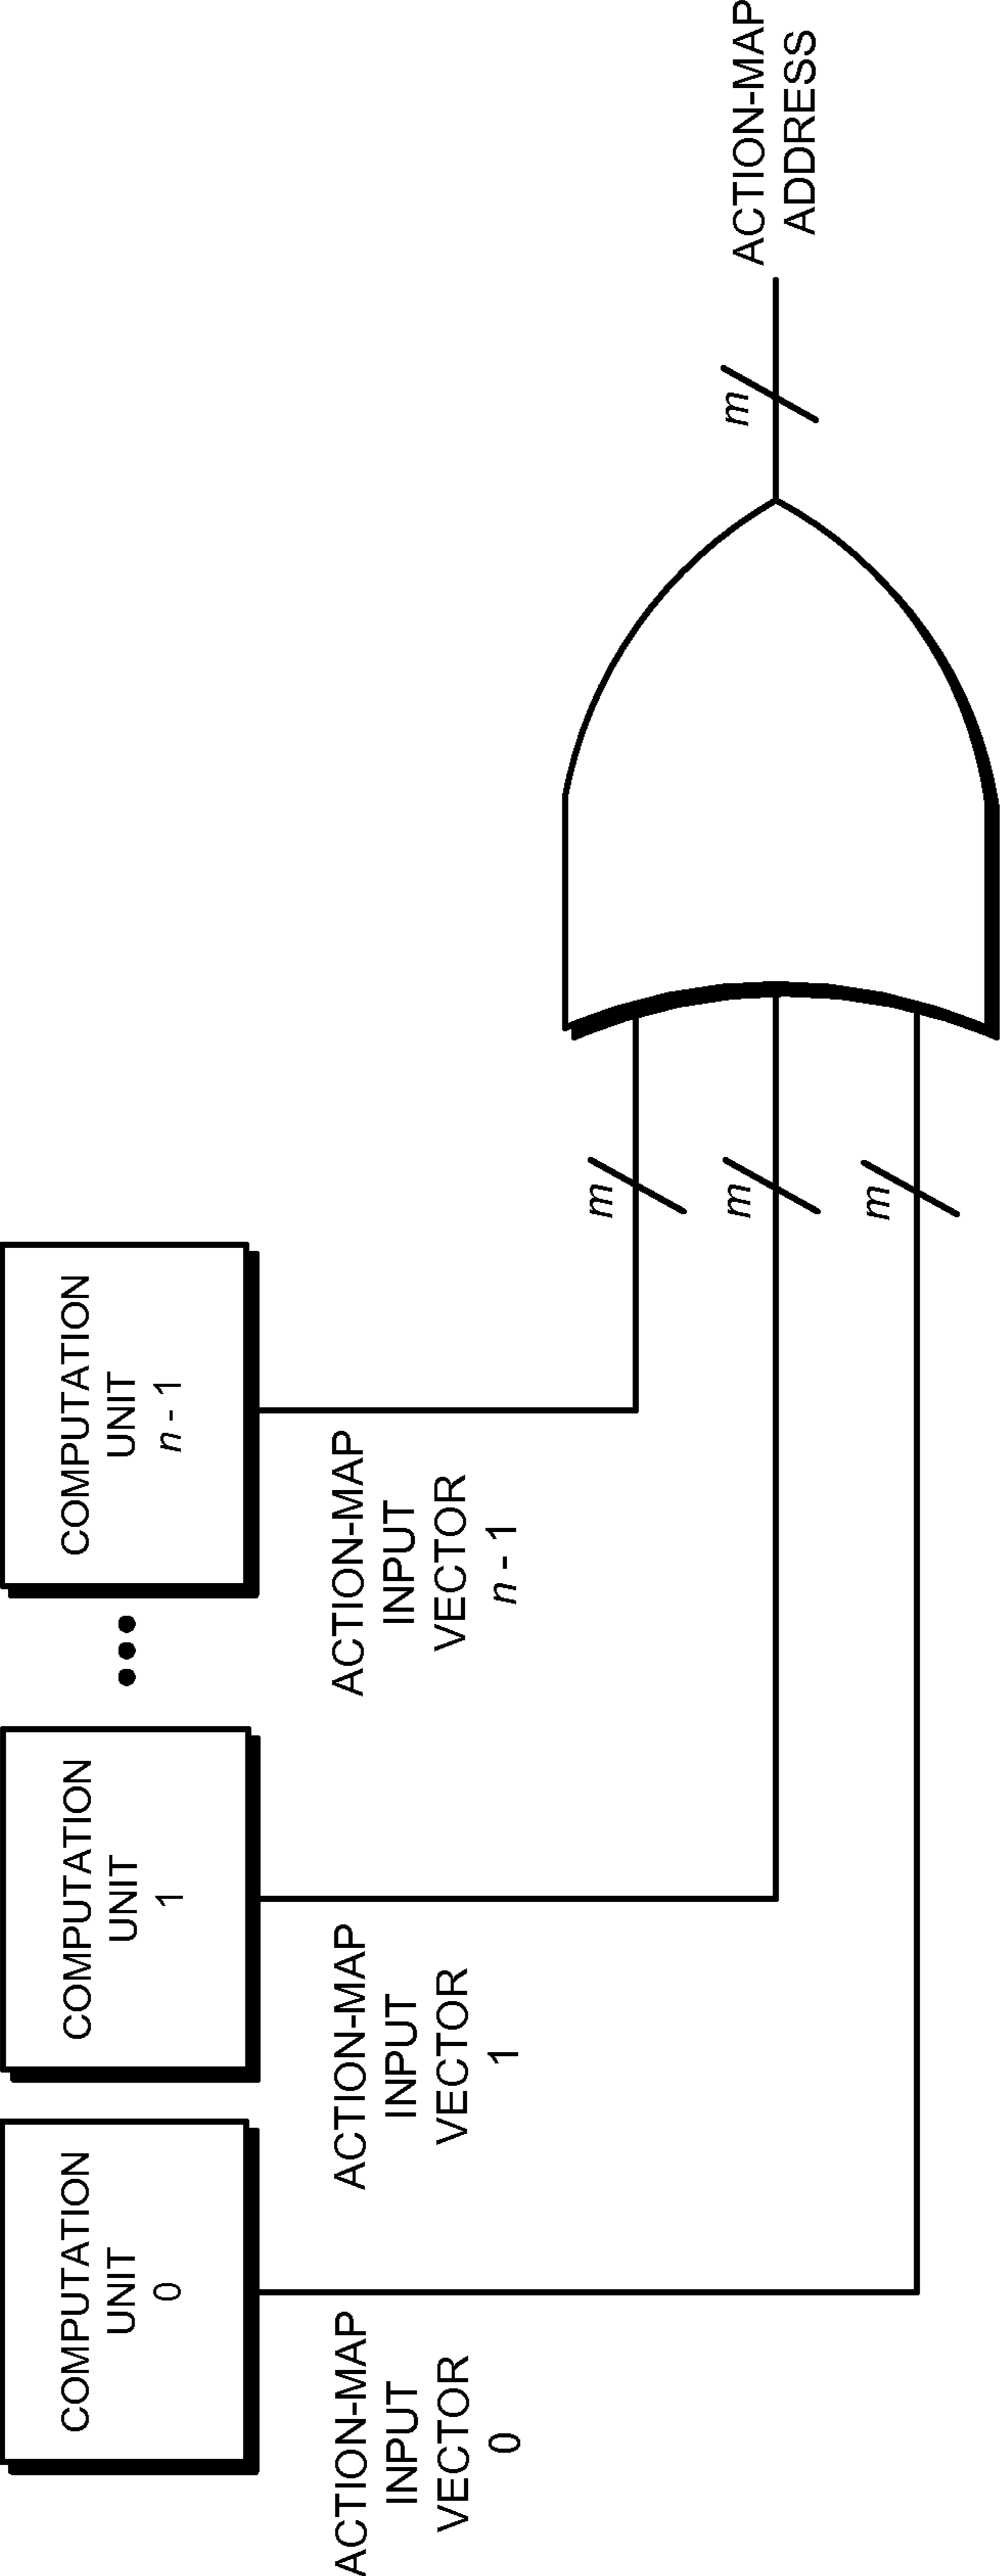 COMPUTATION
UNIT
0
COMPUTATION
UNIT
1
COMPUTATION
UNIT
n - 1
ACTION-MAP
INPUT
VECTOR
0
ACTION-MAP
INPUT
VECTOR
1
ACTION-MAP
INPUT
VECTOR
n - 1
m
m
m
m
ACTION-MAP
ADDRESS